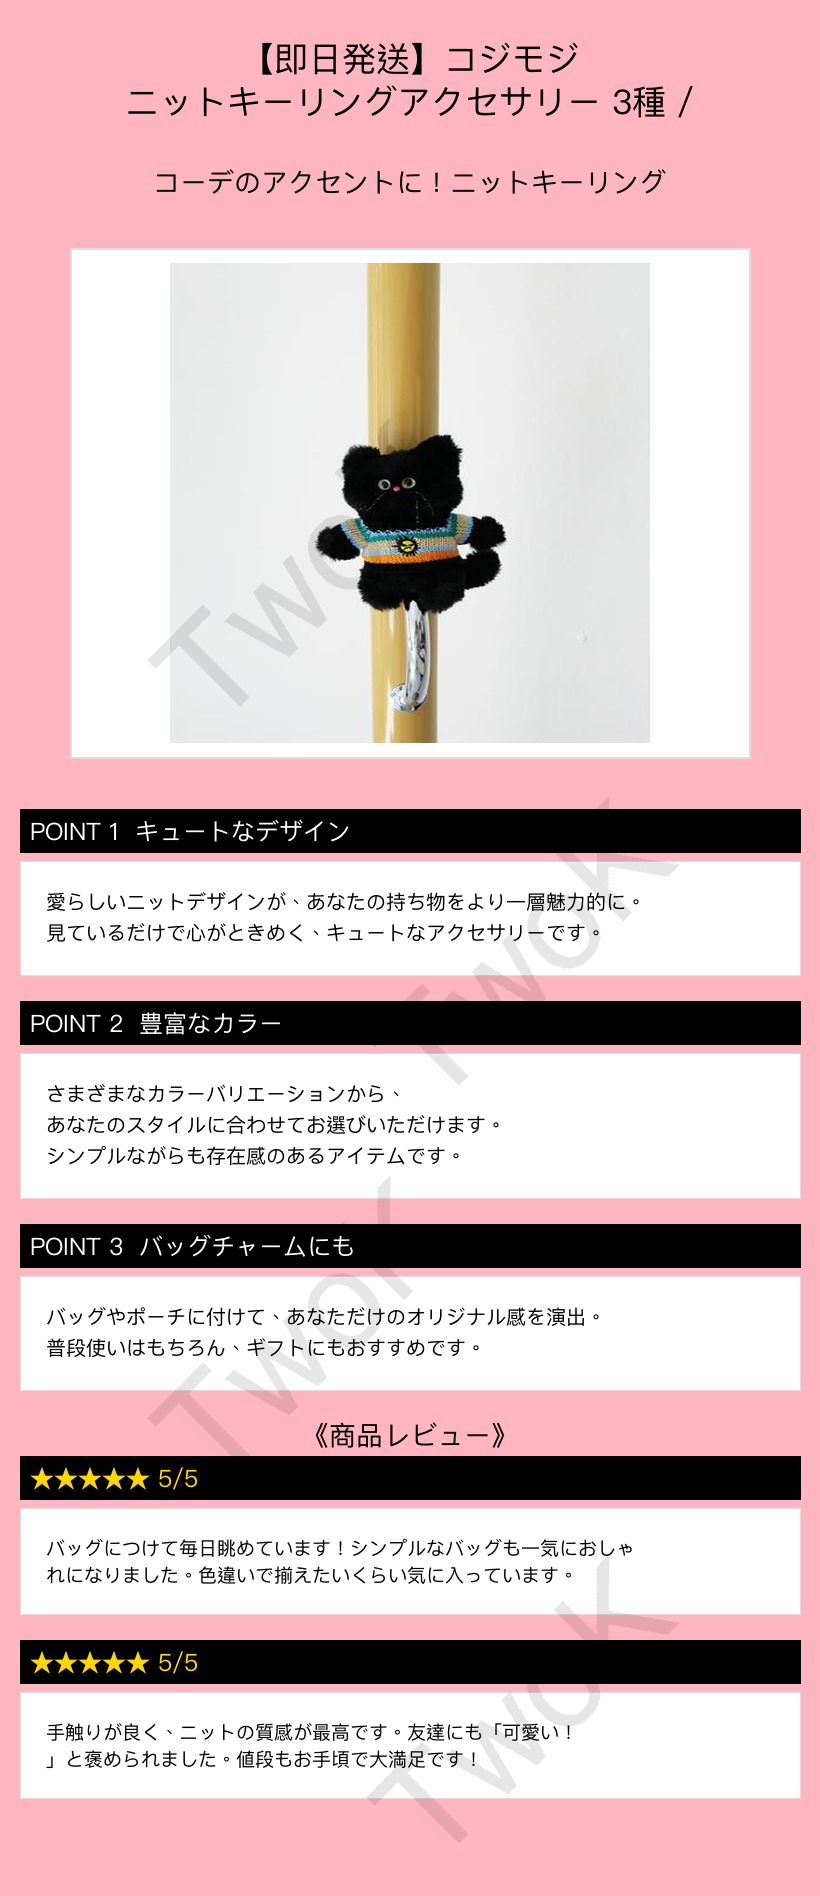 【即日発送】コジモジ
ニットキーリングアクセサリー 3種 /
コーデのアクセントに！ニットキーリング
Twok
POINT 1 キュートなデザイン
愛らしいニットデザインが、あなたの持ち物をより一層魅力的に。
見ているだけで心がときめく、キュートなアクセサリーです。
Twok
POINT 2 豊富なカラー
さまざまなカラーバリエーションから、
あなたのスタイルに合わせてお選びいただけます。
シンプルながらも存在感のあるアイテムです。
POINT 3 バッグチャームにも
バッグやポーチに付けて、あなただけのオリジナル感を演出。
普段使いはもちろん、ギフトにもおすすめです。
Twok
《商品レビュー》
★★★★★ 5/5
バッグにつけて毎日眺めています！シンプルなバッグも一気におしゃ
れになりました。色違いで揃えたいくらい気に入っています。
★★★★★ 5/5
手触りが良く、ニットの質感が最高です。友達にも「可愛い！
」と褒められました。値段もお手頃で大満足です！
Twok